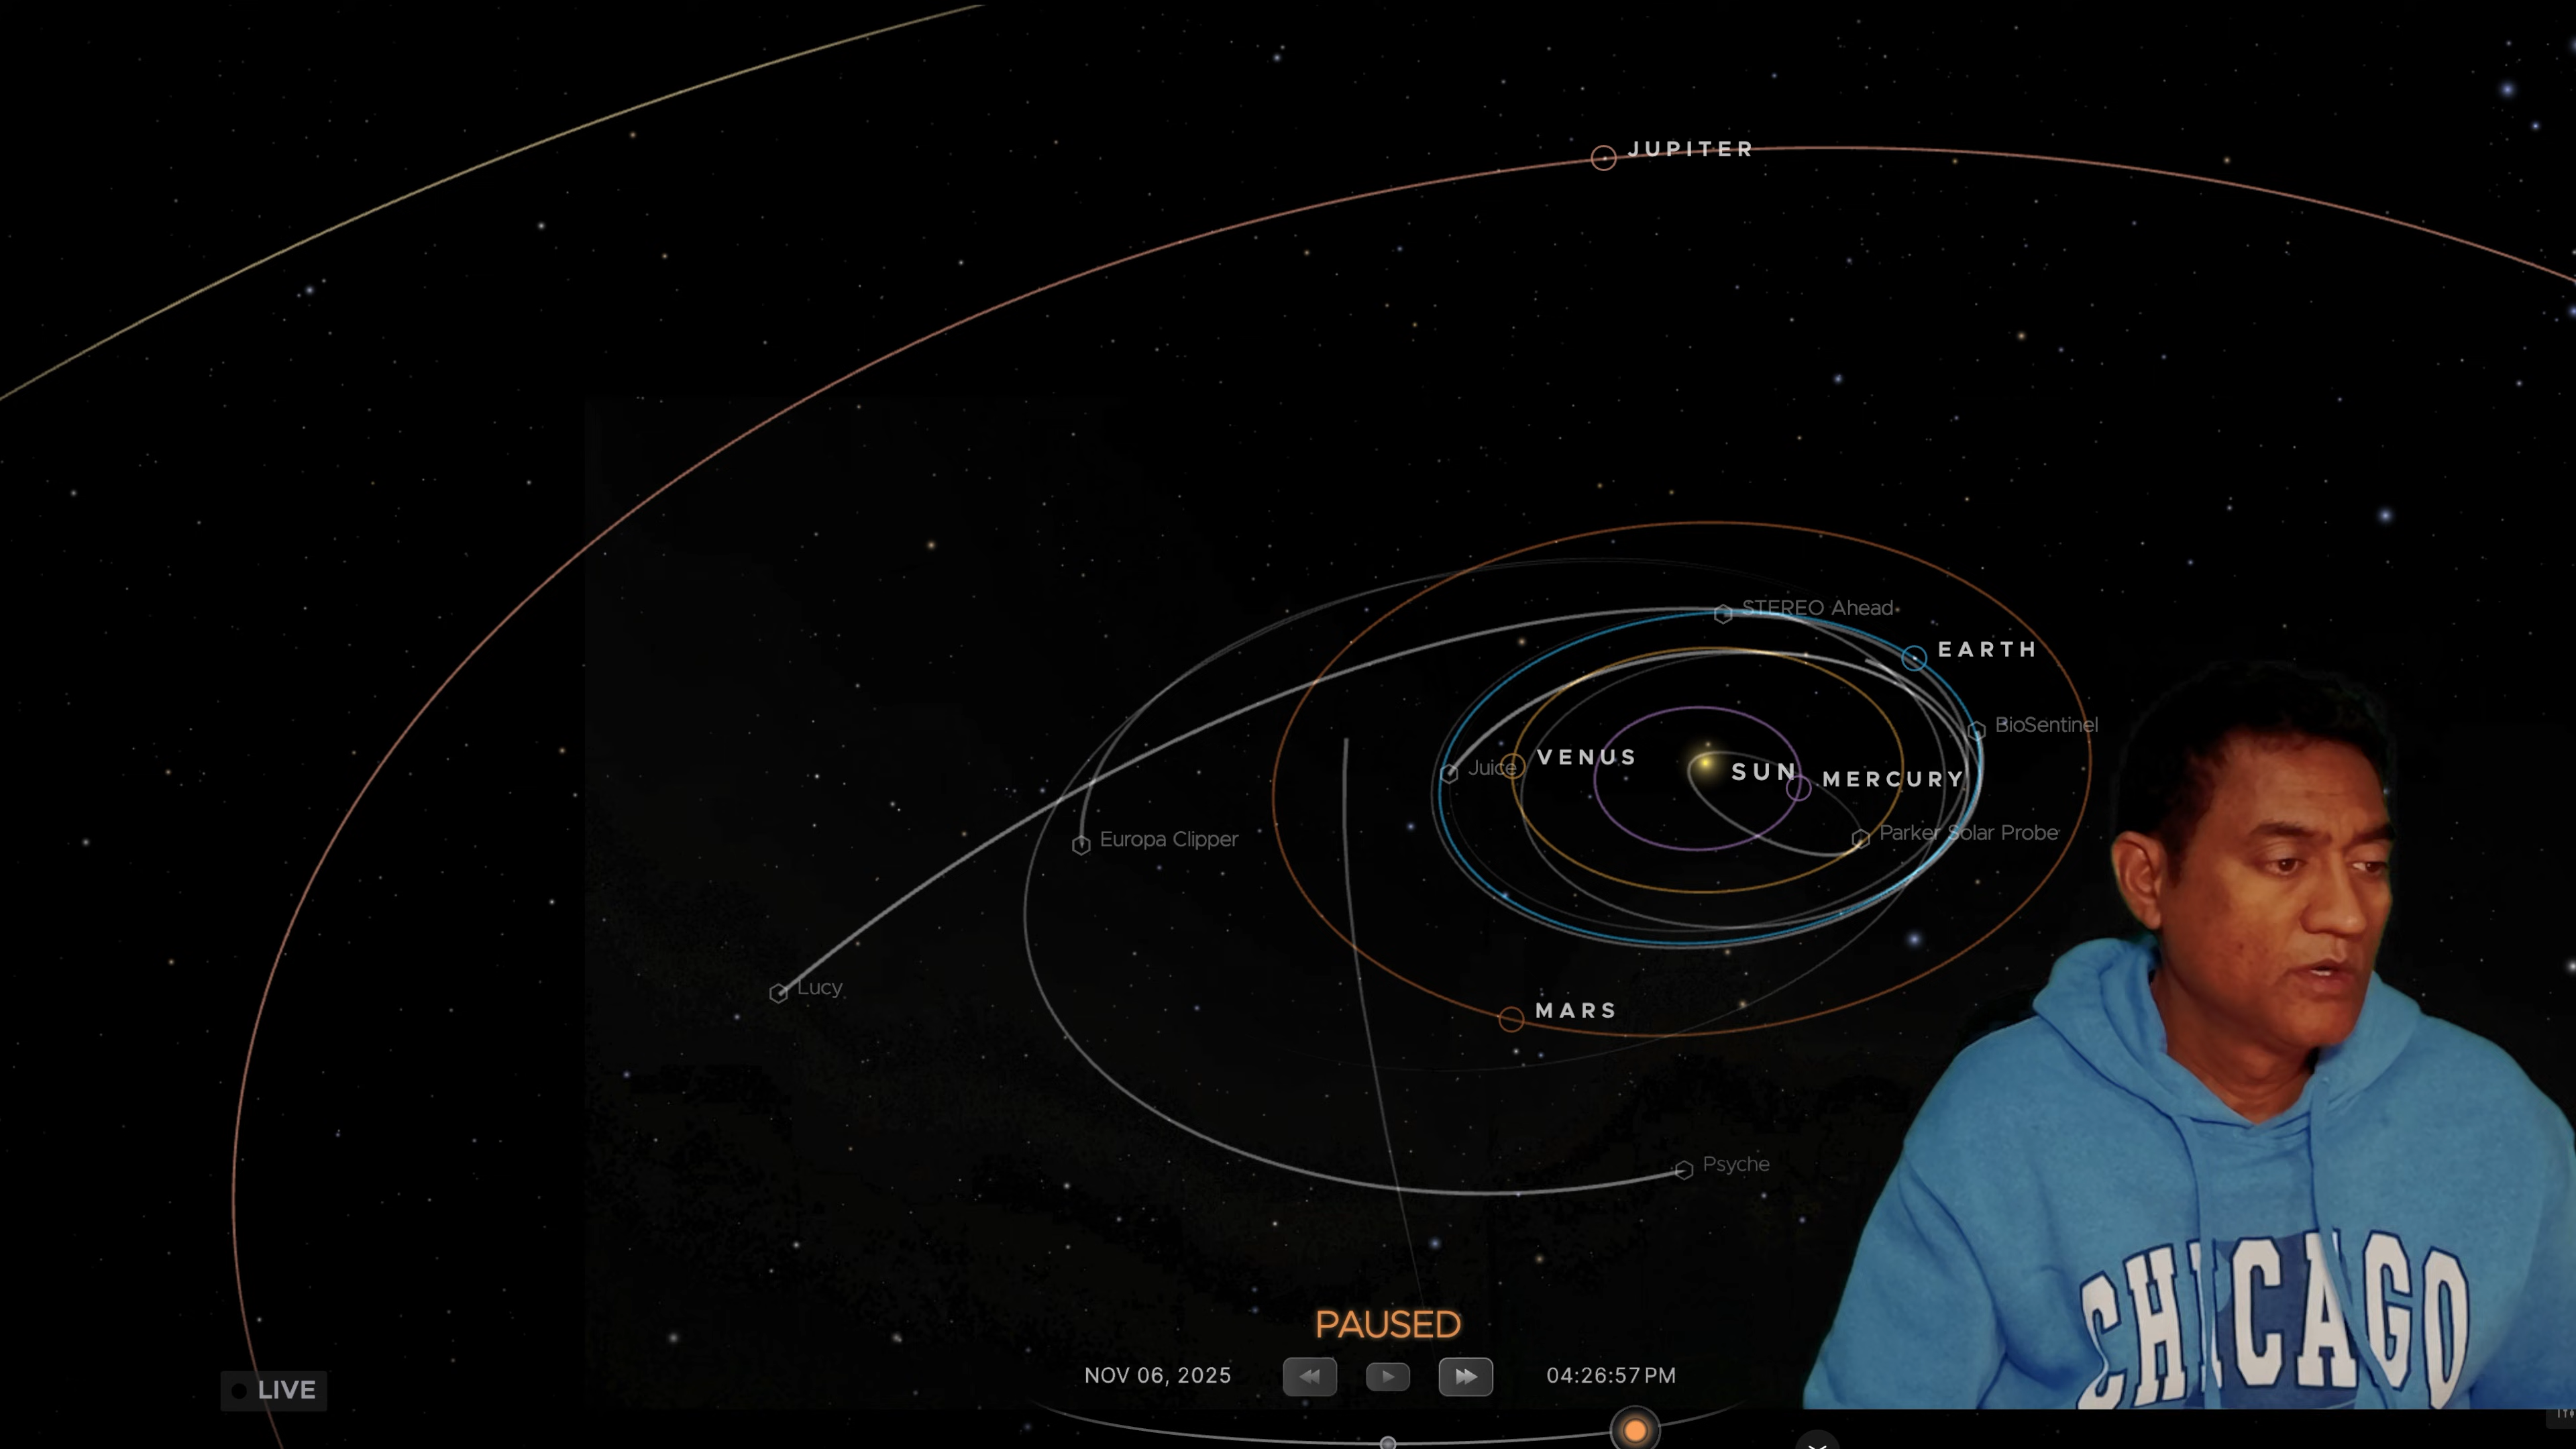 JUPITER
STEREO Ahead
EARTH
BioSentinel
VENUS
Juice
SUN
MERCURY
Parker Solar Probe
Europa Clipper
Lucy
MARS
Psyche
CHICAGO
PAUSED
NOV 06, 2025
04:26:57 PM
LIVE